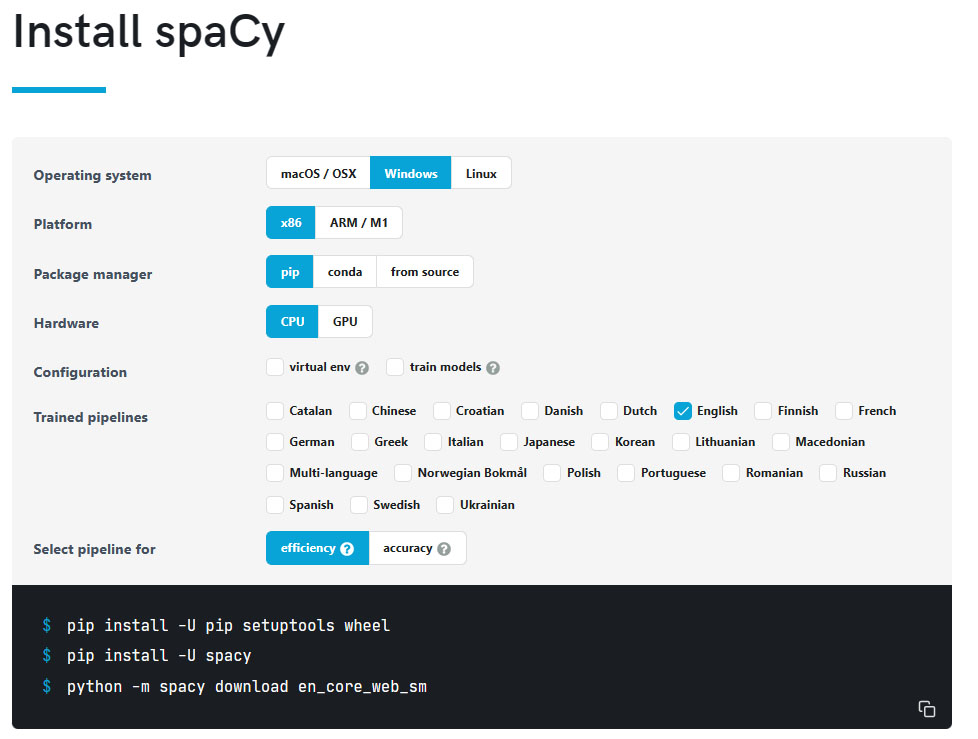 Install spaCy
Operating system macOS / OSX Windows Linux
Platform x86 ARM / M1
Package manager pip conda from source
Hardware CPU GPU
Configuration virtual env ? train models ?
Trained pipelines Catalan Chinese Croatian Danish Dutch English Finnish French
German Greek Italian Japanese Korean Lithuanian Macedonian
Multi-language Norwegian Bokmål Polish Portuguese Romanian Russian
Spanish Swedish Ukrainian
Select pipeline for efficiency ? accuracy ?
$ pip install -U pip setuptools wheel
$ pip install -U spacy
$ python -m spacy download en_core_web_sm